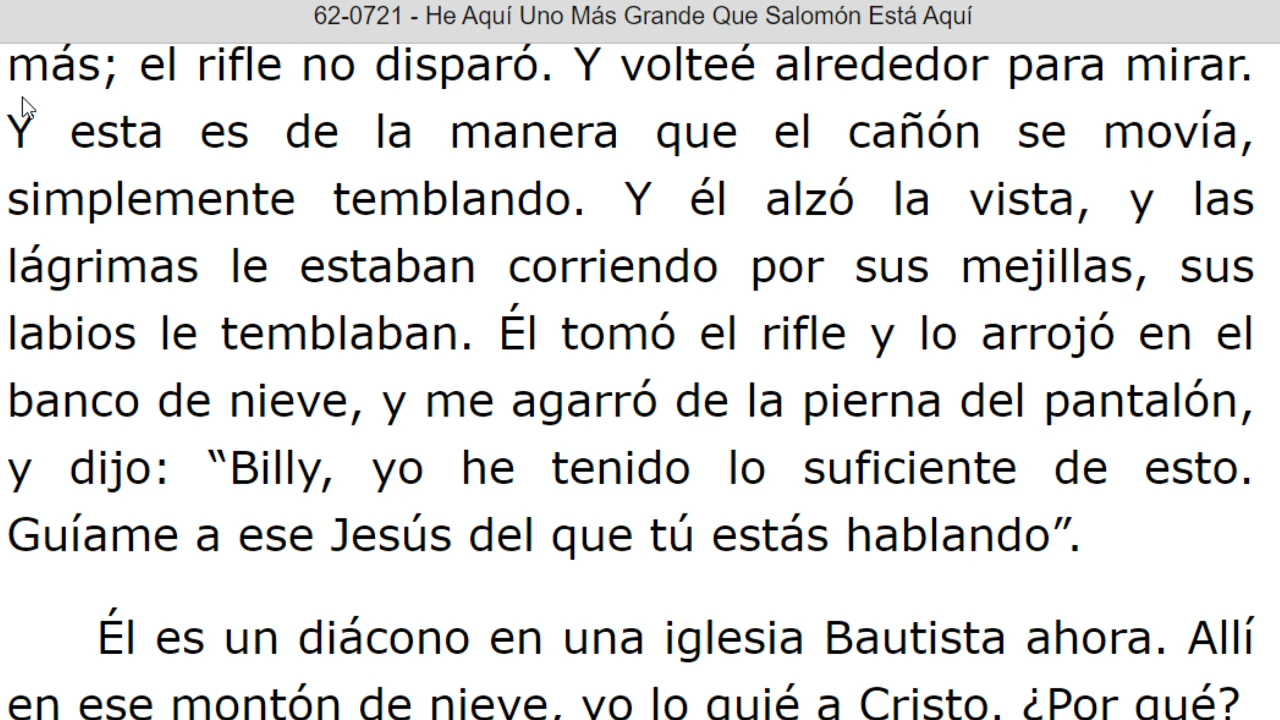 62-0721 - He Aquí Uno Más Grande Que Salomón Está Aquí
más; el rifle no disparó. Y volteé alrededor para mirar.
Y esta es de la manera que el cañón se movía,
simplemente temblando. Y él alzó la vista, y las
lágrimas le estaban corriendo por sus mejillas, sus
labios le temblaban. Él tomó el rifle y lo arrojó en el
banco de nieve, y me agarró de la pierna del pantalón,
y dijo: “Billy, yo he tenido lo suficiente de esto.
Guíame a ese Jesús del que tú estás hablando”.
Él es un diácono en una iglesia Bautista ahora. Allí
en ese montón de nieve, yo lo guié a Cristo. ¿Por qué?